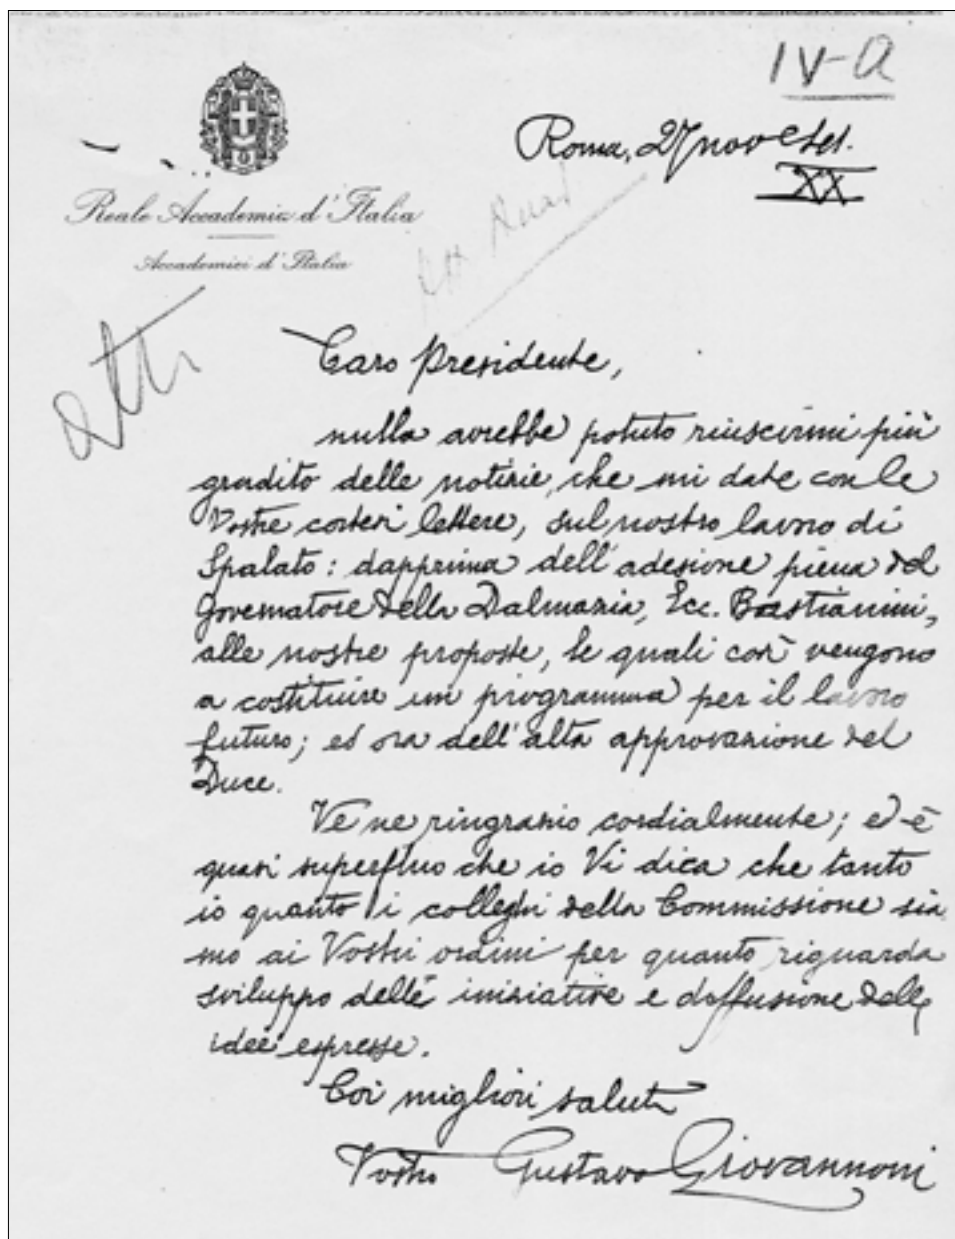 IV-A
Roma, 27 nov
XX
Reale Accademia d'Italia
Accademici d'Italia
Atti
Caro Presidente,
nulla avrebbe potuto riuscirmi più
gradito delle notizie, che mi date con le
Vostre cortesi lettere, sul nostro lavoro di
Spalato: dapprima dell'adesione piena del
Governatore della Dalmazia, Ecc. Bastianini,
alle nostre proposte, le quali così vengono
a costituire un programma per il lavoro
futuro; ed ora dell'alta approvazione del
Duce.
Ve ne ringrazio cordialmente; ed è
quasi superfluo che io Vi dica che tanto
io quanto i colleghi della Commissione sia
mo ai Vostri ordini per quanto riguarda
sviluppo delle iniziative e diffusione delle
idee espresse.
Coi migliori saluti
Vostro Gustavo Giovannoni